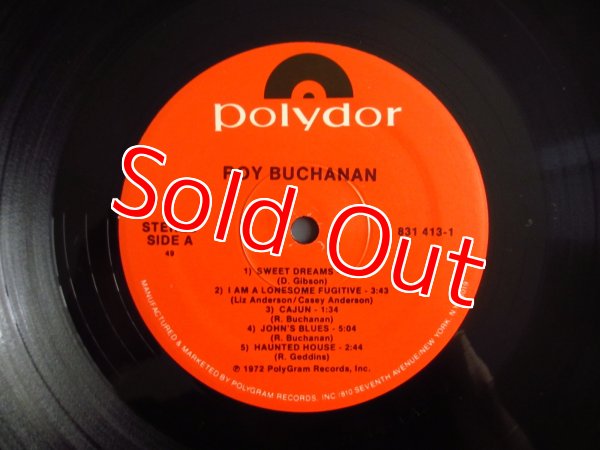 polydor
ROY BUCHANAN
Sold Out
SIDE A
831 413-1
49
1) SWEET DREAMS
(D. Gibson)
2) I AM A LONESOME FUGITIVE - 3:43
(Liz Anderson/Casey Anderson)
3) CAJUN - 1:34
(R. Buchanan)
4) JOHN'S BLUES - 5:04
(R. Buchanan)
5) HAUNTED HOUSE - 2:44
(R. Geddins)
℗ 1972 PolyGram Records, Inc.
MANUFACTURED & MARKETED BY POLYGRAM RECORDS, INC./810 SEVENTH AVENUE/NEW YORK, N.Y.